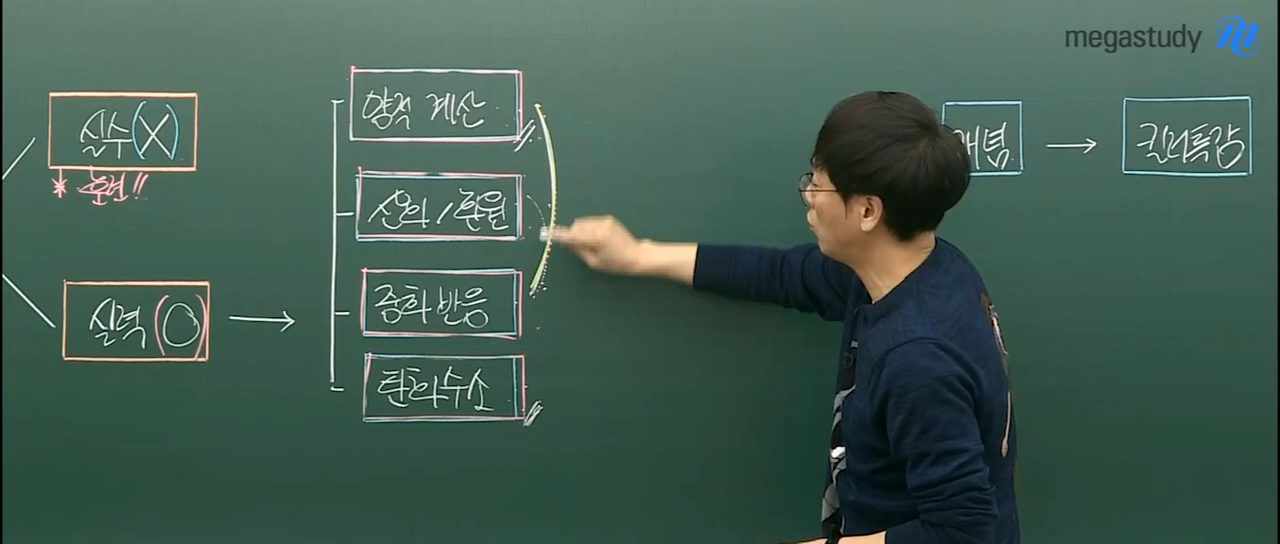 megastudy
실수(X)
* 훈련!!
실력(O)
양적 계산
산화/환원
중화반응
탄화수소
개념 → 킬러특강